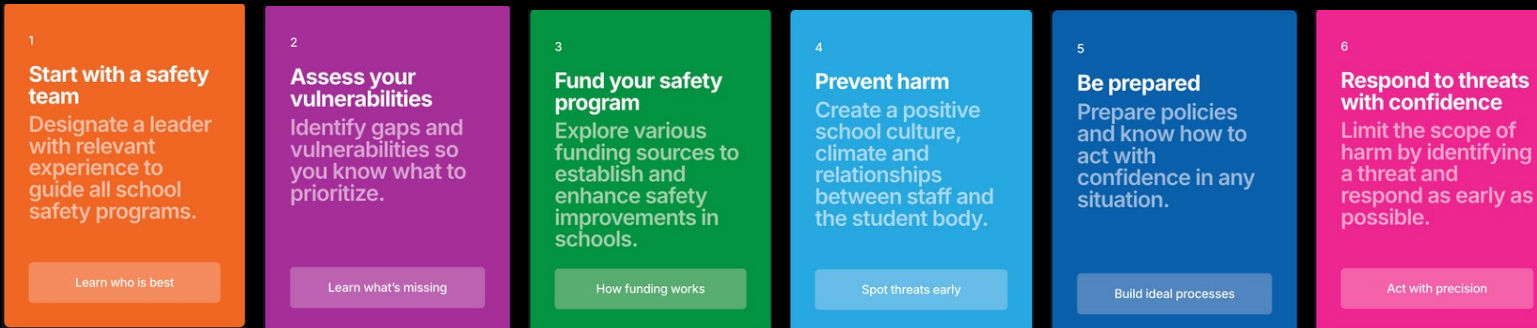 1
Start with a safety
team
Designate a leader
with relevant
experience to
guide all school
safety programs.
Learn who is best
2
Assess your
vulnerabilities
Identify gaps and
vulnerabilities so
you know what to
prioritize.
Learn what's missing
3
Fund your safety
program
Explore various
funding sources to
establish and
enhance safety
improvements in
schools.
How funding works
4
Prevent harm
Create a positive
school culture,
climate and
relationships
between staff and
the student body.
Spot threats early
5
Be prepared
Prepare policies
and know how to
act with
confidence in any
situation.
Build ideal processes
6
Respond to threats
with confidence
Limit the scope of
harm by identifying
a threat and
respond as early as
possible.
Act with precision